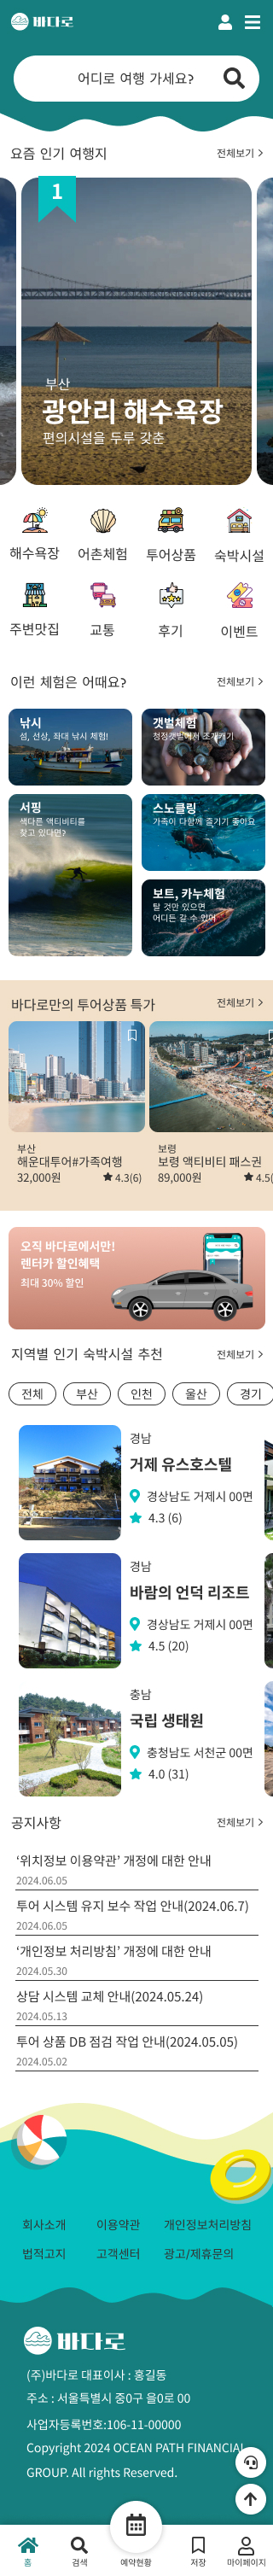 바다로
어디로 여행 가세요?
요즘 인기 여행지
전체보기 >
1
부산
광안리 해수욕장
편의시설을 두루 갖춘
해수욕장 어촌체험 투어상품 숙박시설
주변맛집 교통 후기 이벤트
이런 체험은 어때요?
전체보기 >
낚시
섬, 선상, 좌대 낚시 체험!
갯벌체험
청정갯벌에서 조개캐기
서핑
색다른 액티비티를
찾고 있다면?
스노클링
가족이 다함께 즐기기 좋아요
보트, 카누체험
탈 것만 있으면
어디든 갈 수 있어
바다로만의 투어상품 특가
전체보기 >
부산
해운대투어#가족여행
32,000원
4.3(6)
보령
보령 액티비티 패스권
89,000원
4.5(
오직 바다로에서만!
렌터카 할인혜택
최대 30% 할인
지역별 인기 숙박시설 추천
전체보기 >
전체 부산 인천 울산 경기
경남
거제 유스호스텔
경상남도 거제시 00면
4.3 (6)
경남
바람의 언덕 리조트
경상남도 거제시 00면
4.5 (20)
충남
국립 생태원
충청남도 서천군 00면
4.0 (31)
공지사항
전체보기 >
‘위치정보 이용약관’ 개정에 대한 안내
2024.06.05
투어 시스템 유지 보수 작업 안내(2024.06.7)
2024.06.05
‘개인정보 처리방침’ 개정에 대한 안내
2024.05.30
상담 시스템 교체 안내(2024.05.24)
2024.05.13
투어 상품 DB 점검 작업 안내(2024.05.05)
2024.05.02
회사소개 이용약관 개인정보처리방침
법적고지 고객센터 광고/제휴문의
바다로
(주)바다로 대표이사 : 홍길동
주소 : 서울특별시 중0구 을0로 00
사업자등록번호:106-11-00000
Copyright 2024 OCEAN PATH FINANCIAL
GROUP. All rights Reserved.
홈 검색 예약현황 저장 마이페이지